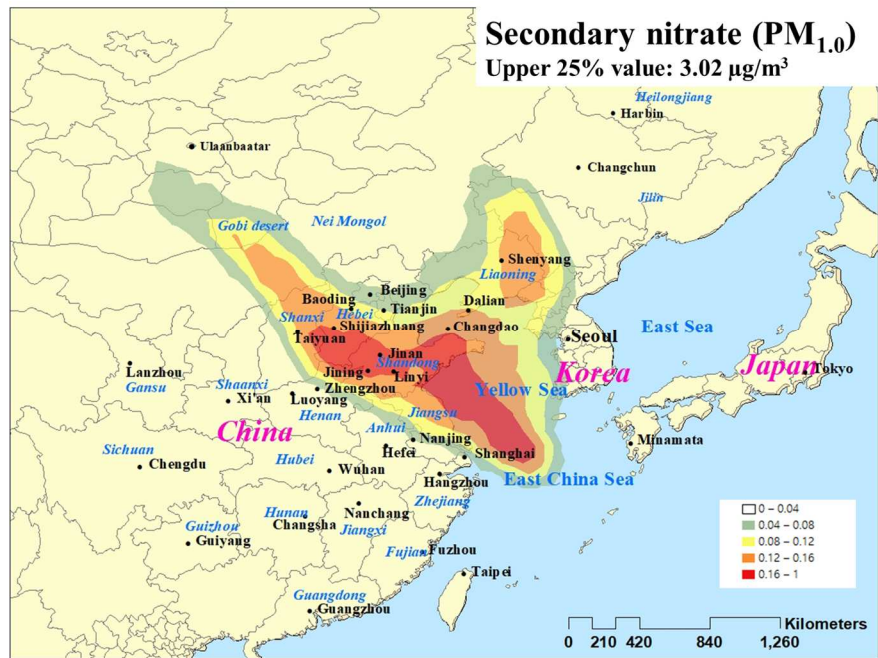 Secondary nitrate (PM1.0)
Upper 25% value: 3.02 µg/m³
Heilongjiang
Harbin
Ulaanbaatar
Changchun
Jilin
Nei Mongol
Gobi desert
Shenyang
Liaoning
Beijing
Baoding
Tianjin
Dalian
Hebei
Shanxi
Shijiazhuang
Changdao
East Sea
Taiyuan
Seoul
Jinan
Shandong
Lanzhou
Jining
Linyi
Korea
Japan
Tokyo
Gansu
Shaanxi
Zhengzhou
Yellow Sea
Xi'an
Luoyang
Henan
Jiangsu
China
Anhui
Nanjing
Minamata
Sichuan
Hefei
Shanghai
Chengdu
Hubei
Wuhan
Hangzhou
East China Sea
Zhejiang
Nanchang
Hunan
Changsha
Jiangxi
Guizhou
Guiyang
Fujian
Fuzhou
Taipei
Guangdong
Guangzhou
0 – 0.04
0.04 – 0.08
0.08 – 0.12
0.12 – 0.16
0.16 – 1
Kilometers
0 210 420 840 1,260